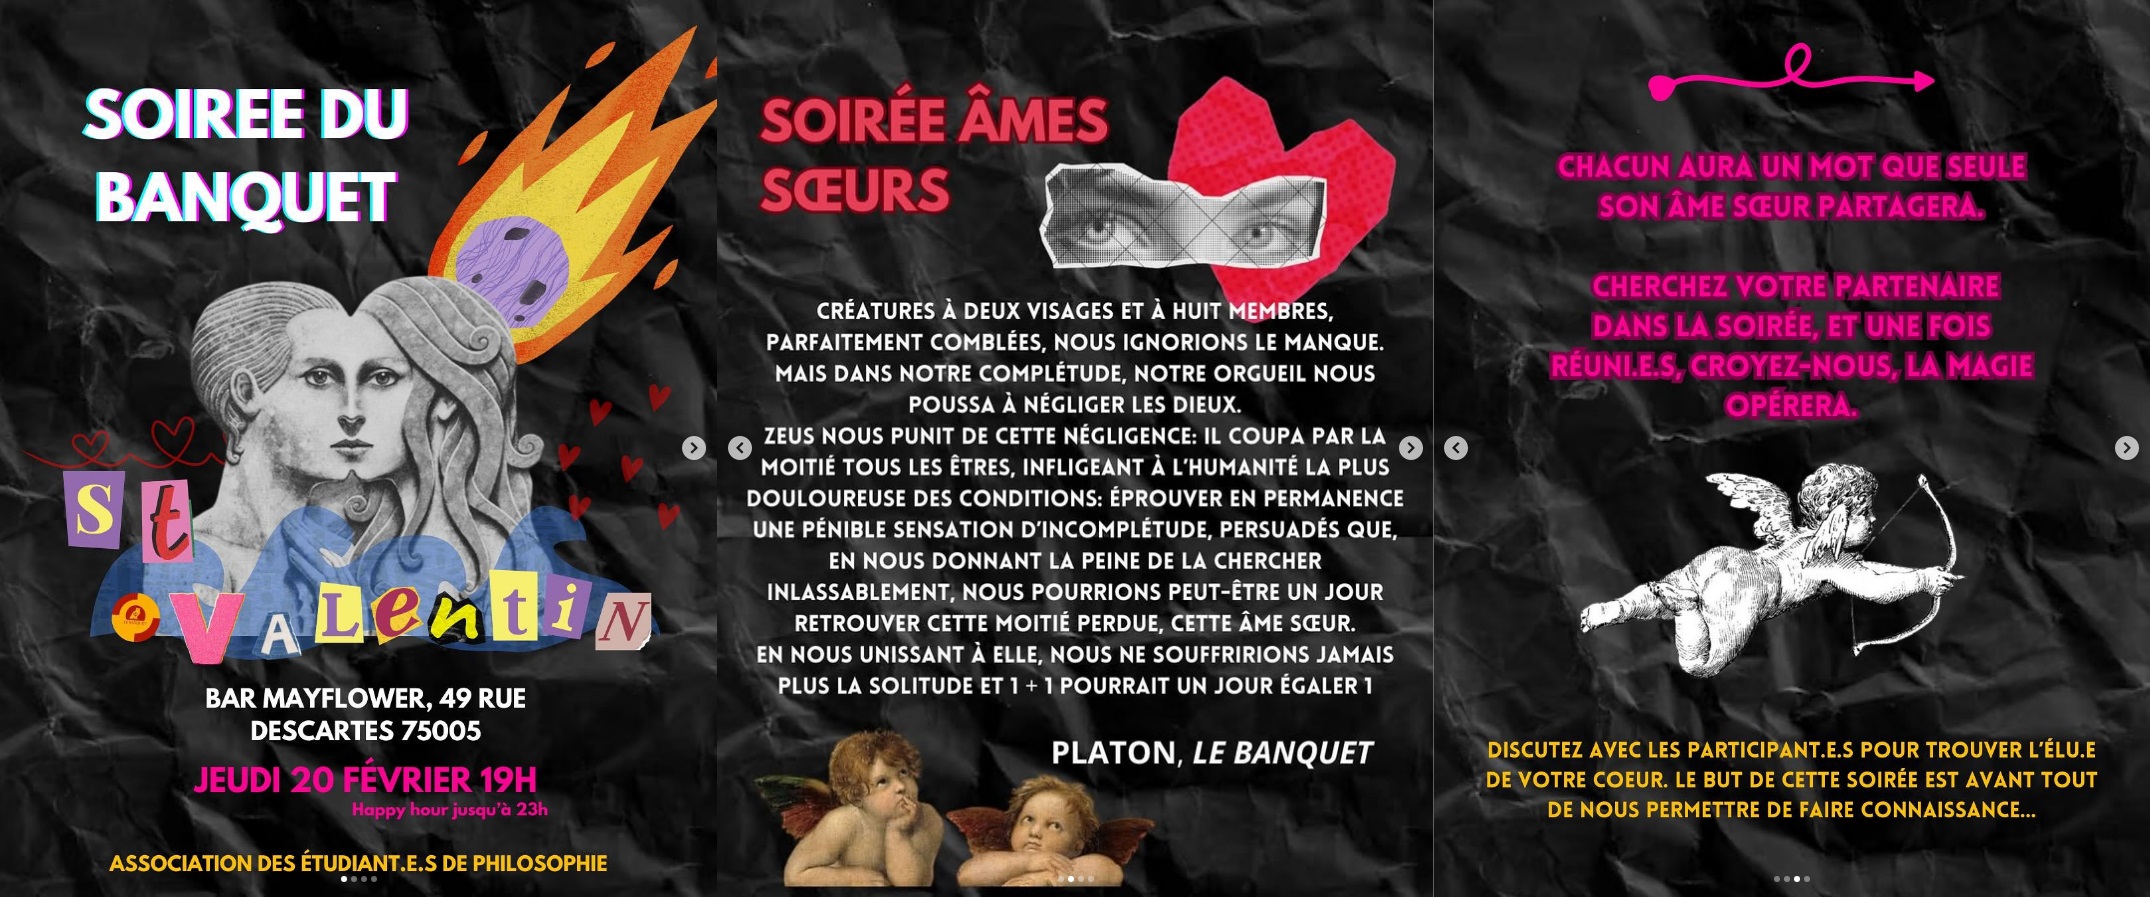 SOIREE DU
BANQUET
St
VALentiN
BAR MAYFLOWER, 49 RUE
DESCARTES 75005
JEUDI 20 FÉVRIER 19H
Happy hour jusqu'à 23h
ASSOCIATION DES ÉTUDIANT.E.S DE PHILOSOPHIE
SOIRÉE ÂMES
SŒURS
CRÉATURES À DEUX VISAGES ET À HUIT MEMBRES,
PARFAITEMENT COMBLÉES, NOUS IGNORIONS LE MANQUE.
MAIS DANS NOTRE COMPLÉTUDE, NOTRE ORGUEIL NOUS
POUSSA À NÉGLIGER LES DIEUX.
ZEUS NOUS PUNIT DE CETTE NÉGLIGENCE: IL COUPA PAR LA
MOITIÉ TOUS LES ÊTRES, INFLIGEANT À L'HUMANITÉ LA PLUS
DOULOUREUSE DES CONDITIONS: ÉPROUVER EN PERMANENCE
UNE PÉNIBLE SENSATION D'INCOMPLÉTUDE, PERSUADÉS QUE,
EN NOUS DONNANT LA PEINE DE LA CHERCHER
INLASSABLEMENT, NOUS POURRIONS PEUT-ÊTRE UN JOUR
RETROUVER CETTE MOITIÉ PERDUE, CETTE ÂME SŒUR.
EN NOUS UNISSANT À ELLE, NOUS NE SOUFFRIRIONS JAMAIS
PLUS LA SOLITUDE ET 1 + 1 POURRAIT UN JOUR ÉGALER 1
PLATON, LE BANQUET
CHACUN AURA UN MOT QUE SEULE
SON ÂME SŒUR PARTAGERA.
CHERCHEZ VOTRE PARTENAIRE
DANS LA SOIRÉE, ET UNE FOIS
RÉUNI.E.S, CROYEZ-NOUS, LA MAGIE
OPÉRERA.
DISCUTEZ AVEC LES PARTICIPANT.E.S POUR TROUVER L'ÉLU.E
DE VOTRE COEUR. LE BUT DE CETTE SOIRÉE EST AVANT TOUT
DE NOUS PERMETTRE DE FAIRE CONNAISSANCE...